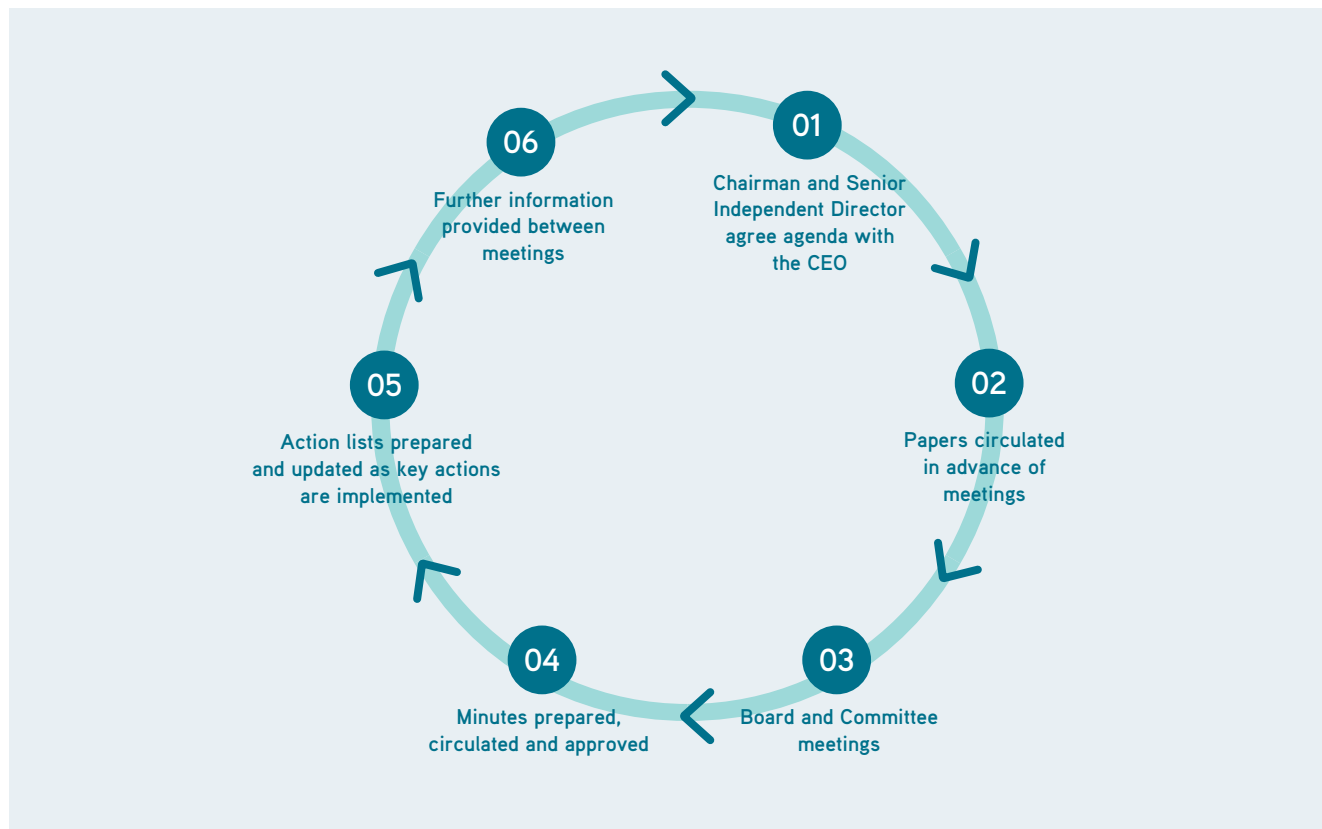 01
Chairman and Senior
Independent Director
agree agenda with
the CEO
02
Papers circulated
in advance of
meetings
03
Board and Committee
meetings
04
Minutes prepared,
circulated and approved
05
Action lists prepared
and updated as key actions
are implemented
06
Further information
provided between
meetings